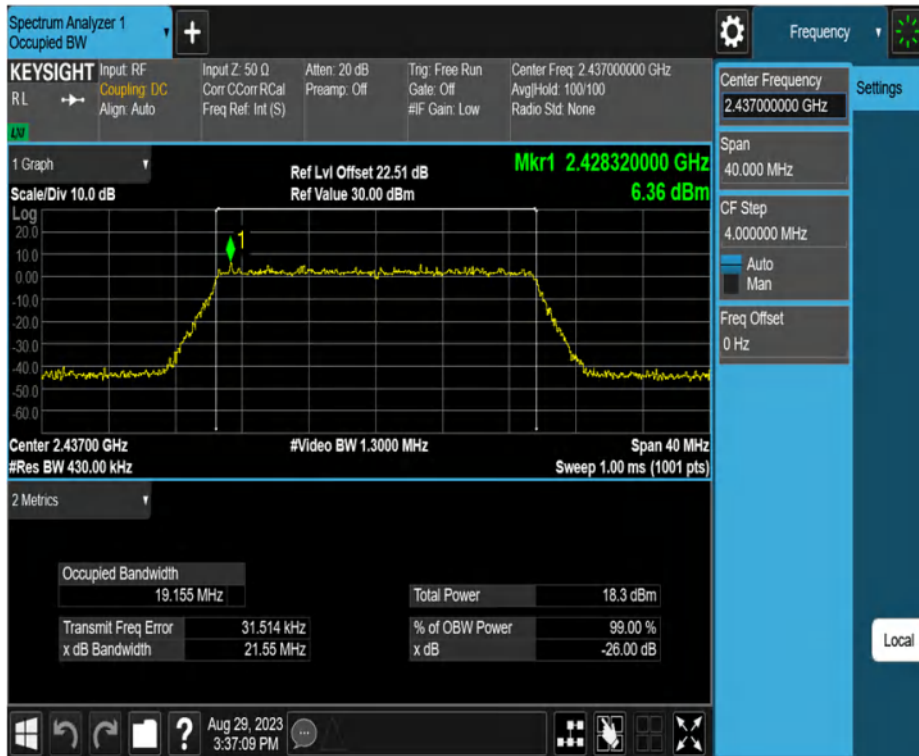 Spectrum Analyzer 1
Occupied BW
Frequency
KEYSIGHT
RL
LXI
Input: RF
Coupling: DC
Align: Auto
Input Z: 50 Ω
Corr CCorr RCal
Freq Ref: Int (S)
Atten: 20 dB
Preamp: Off
Trig: Free Run
Gate: Off
#IF Gain: Low
Center Freq: 2.437000000 GHz
Avg|Hold: 100/100
Radio Std: None
Center Frequency
2.437000000 GHz
Settings
Span
40.000 MHz
CF Step
4.000000 MHz
Auto
Man
Freq Offset
0 Hz
Local
1 Graph
Scale/Div 10.0 dB
Ref Lvl Offset 22.51 dB
Ref Value 30.00 dBm
Mkr1 2.428320000 GHz
6.36 dBm
Log
20.0
10.0
0.00
-10.0
-20.0
-30.0
-40.0
-50.0
-60.0
1
Center 2.43700 GHz
#Video BW 1.3000 MHz
Span 40 MHz
#Res BW 430.00 kHz
Sweep 1.00 ms (1001 pts)
2 Metrics
Occupied Bandwidth
19.155 MHz
Total Power 18.3 dBm
Transmit Freq Error 31.514 kHz
% of OBW Power 99.00 %
x dB Bandwidth 21.55 MHz
x dB -26.00 dB
Aug 29, 2023
3:37:09 PM